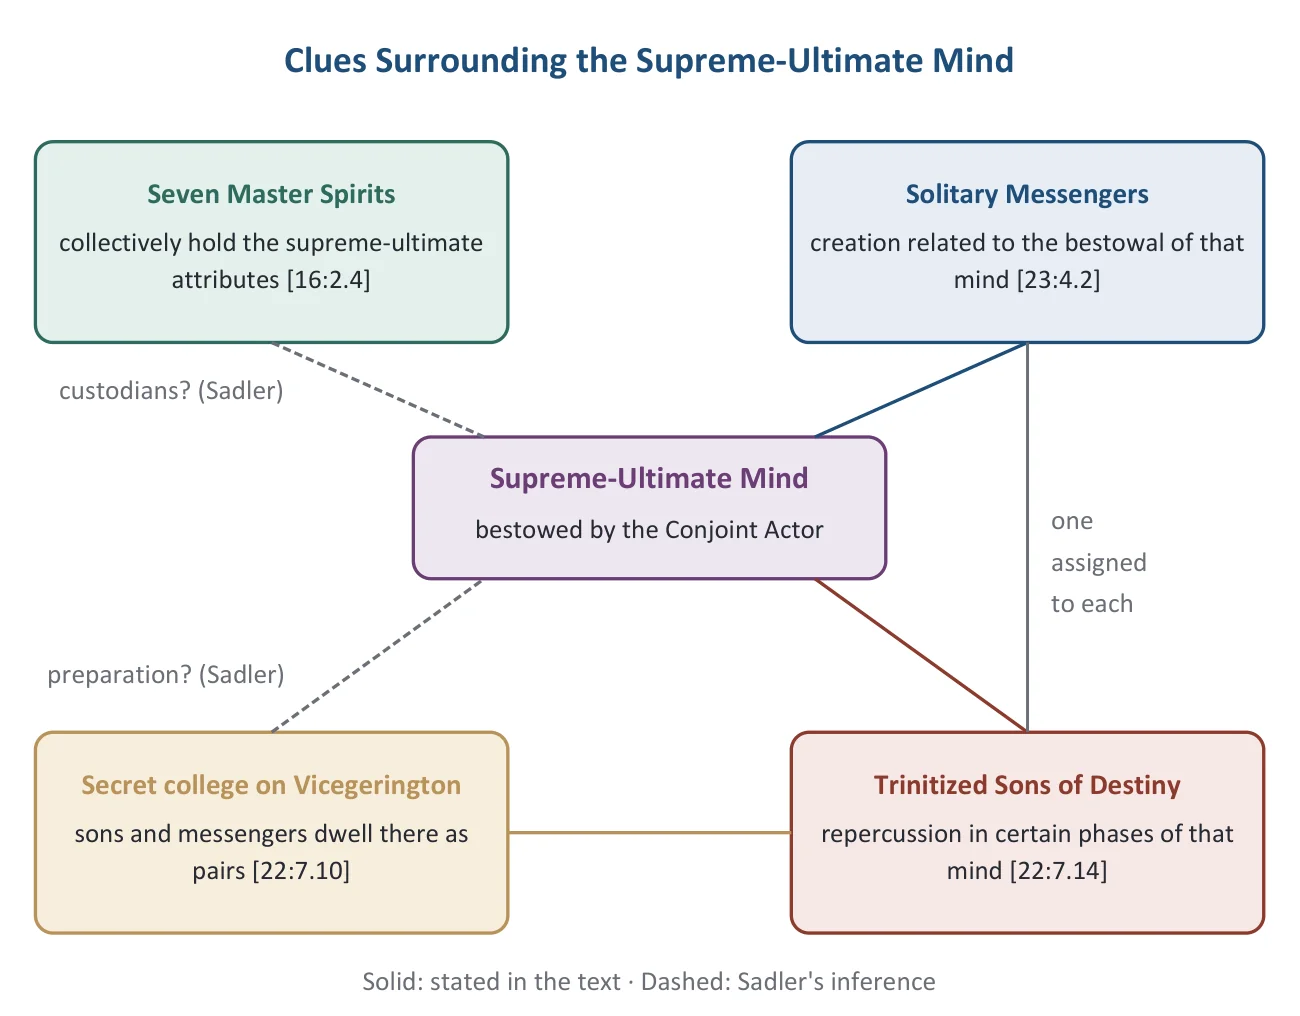 Clues Surrounding the Supreme-Ultimate Mind
Seven Master Spirits
collectively hold the supreme-ultimate
attributes [16:2.4]
Solitary Messengers
creation related to the bestowal of that
mind [23:4.2]
custodians? (Sadler)
Supreme-Ultimate Mind
bestowed by the Conjoint Actor
one
assigned
to each
preparation? (Sadler)
Secret college on Vicegerington
sons and messengers dwell there as
pairs [22:7.10]
Trinitized Sons of Destiny
repercussion in certain phases of that
mind [22:7.14]
Solid: stated in the text · Dashed: Sadler's inference